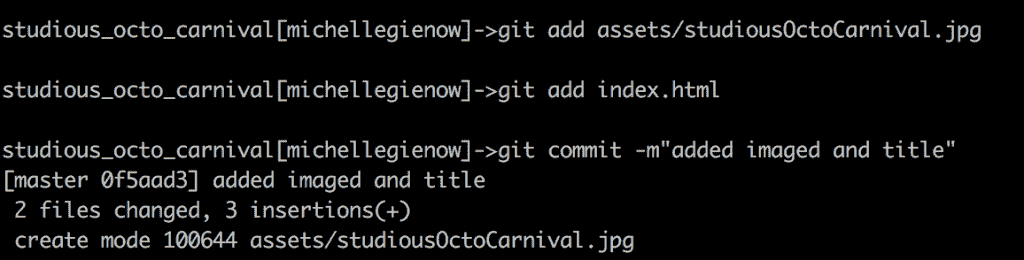 studious_octo_carnival[michellegienow]->git add assets/studiousOctoCarnival.jpg
studious_octo_carnival[michellegienow]->git add index.html
studious_octo_carnival[michellegienow]->git commit -m"added imaged and title"
[master 0f5aad3] added imaged and title
 2 files changed, 3 insertions(+)
 create mode 100644 assets/studiousOctoCarnival.jpg